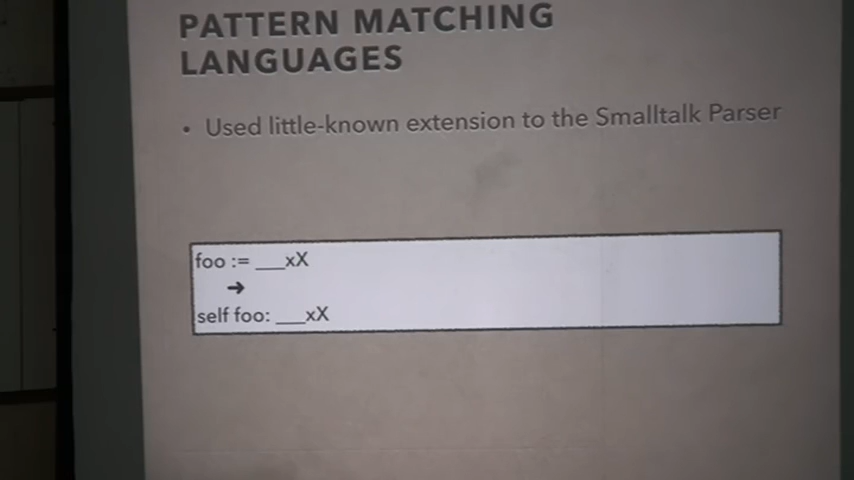 PATTERN MATCHING
LANGUAGES
• Used little-known extension to the Smalltalk Parser
foo := ___xX
➔
self foo: ___xX